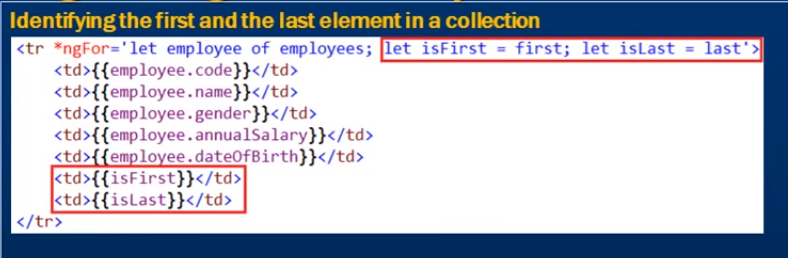 Identifying the first and the last element in a collection
<tr *ngFor='let employee of employees; let isFirst = first; let isLast = last'>
<td>{{employee.code}}</td>
<td>{{employee.name}}</td>
<td>{{employee.gender}}</td>
<td>{{employee.annualSalary}}</td>
<td>{{employee.dateOfBirth}}</td>
<td>{{isFirst}}</td>
<td>{{isLast}}</td>
</tr>